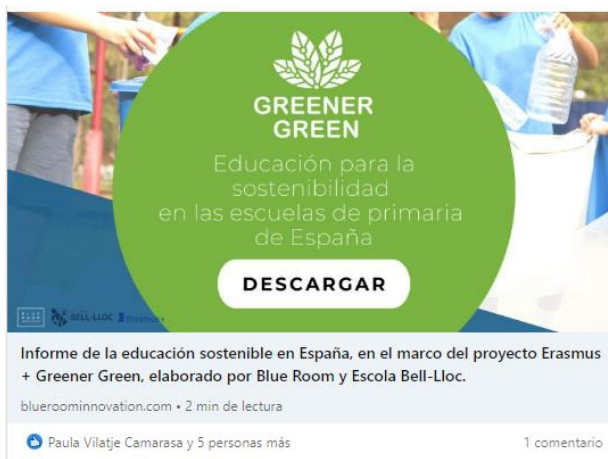 GREENER
GREEN
Educación para la
sostenibilidad
en las escuelas de primaria
de España
DESCARGAR
BELL-LLOC Erasmus+
Informe de la educación sostenible en España, en el marco del proyecto Erasmus
+ Greener Green, elaborado por Blue Room y Escola Bell-Lloc.
blueroominnovation.com • 2 min de lectura
Paula Vilatje Camarasa y 5 personas más 1 comentario